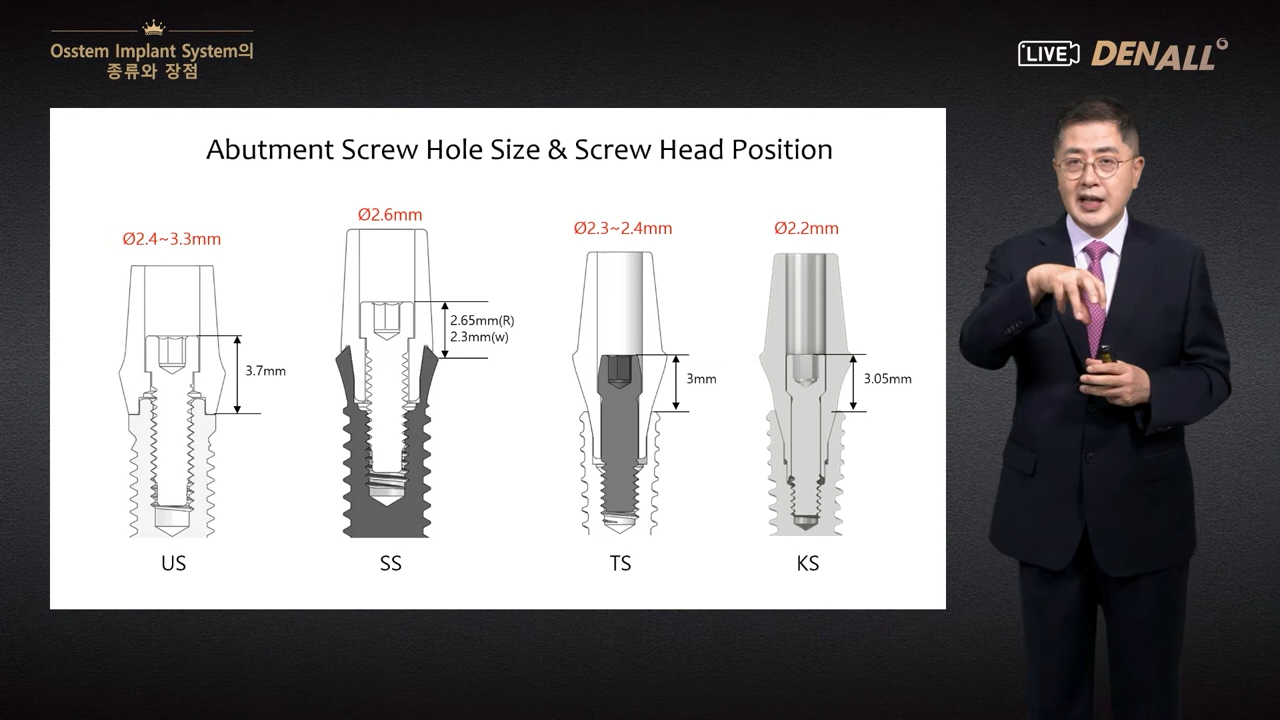 Osstem Implant System의
종류와 장점
LIVE
DENALL
Abutment Screw Hole Size & Screw Head Position
Ø2.4~3.3mm
Ø2.6mm
Ø2.3~2.4mm
Ø2.2mm
3.7mm
2.65mm(R)
2.3mm(w)
3mm
3.05mm
US
SS
TS
KS